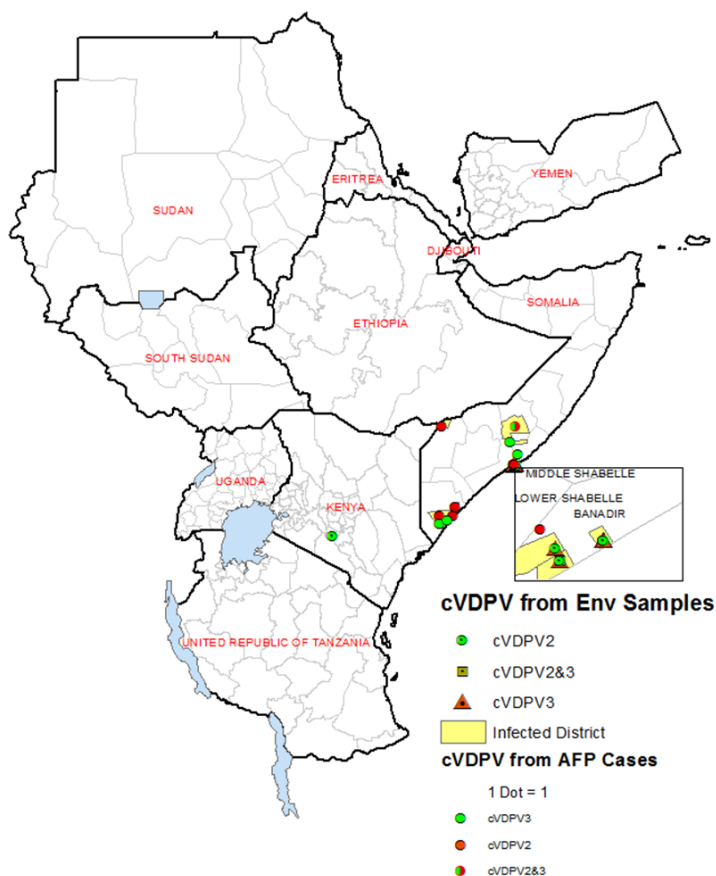 YEMEN
ERITREA
SUDAN
DJIBOUTI
SOMALIA
ETHIOPIA
SOUTH SUDAN
MIDDLE SHABELLE
UGANDA
LOWER SHABELLE
KENYA
BANADIR
cVDPV from Env Samples
cVDPV2
UNITED REPUBLIC OF TANZANIA
cVDPV2&3
cVDPV3
Infected District
cVDPV from AFP Cases
1 Dot = 1
cVDPV3
cVDPV2
cVDPV2&3